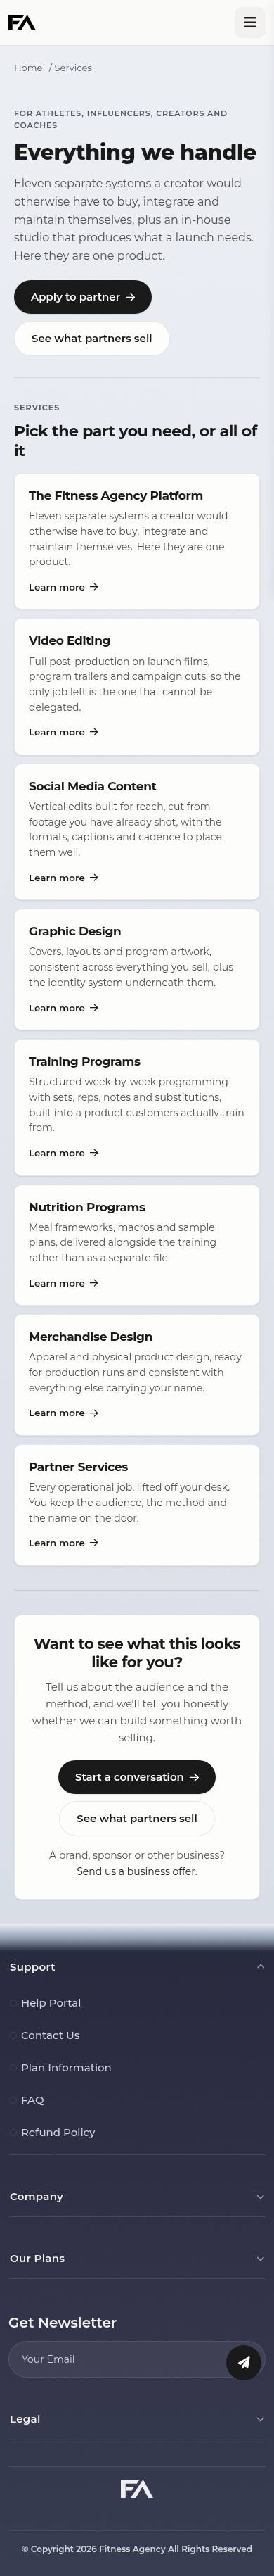 FA
Home / Services
FOR ATHLETES, INFLUENCERS, CREATORS AND
COACHES
Everything we handle
Eleven separate systems a creator would
otherwise have to buy, integrate and
maintain themselves, plus an in-house
studio that produces what a launch needs.
Here they are one product.
Apply to partner →
See what partners sell
SERVICES
Pick the part you need, or all of
it
The Fitness Agency Platform
Eleven separate systems a creator would
otherwise have to buy, integrate and
maintain themselves. Here they are one
product.
Learn more →
Video Editing
Full post-production on launch films,
program trailers and campaign cuts, so the
only job left is the one that cannot be
delegated.
Learn more →
Social Media Content
Vertical edits built for reach, cut from
footage you have already shot, with the
formats, captions and cadence to place
them well.
Learn more →
Graphic Design
Covers, layouts and program artwork,
consistent across everything you sell, plus
the identity system underneath them.
Learn more →
Training Programs
Structured week-by-week programming
with sets, reps, notes and substitutions,
built into a product customers actually train
from.
Learn more →
Nutrition Programs
Meal frameworks, macros and sample
plans, delivered alongside the training
rather than as a separate file.
Learn more →
Merchandise Design
Apparel and physical product design, ready
for production runs and consistent with
everything else carrying your name.
Learn more →
Partner Services
Every operational job, lifted off your desk.
You keep the audience, the method and
the name on the door.
Learn more →
Want to see what this looks
like for you?
Tell us about the audience and the
method, and we'll tell you honestly
whether we can build something worth
selling.
Start a conversation →
See what partners sell
A brand, sponsor or other business?
Send us a business offer.
Support
Help Portal
Contact Us
Plan Information
FAQ
Refund Policy
Company
Our Plans
Get Newsletter
Your Email
Legal
FA
© Copyright 2026 Fitness Agency All Rights Reserved